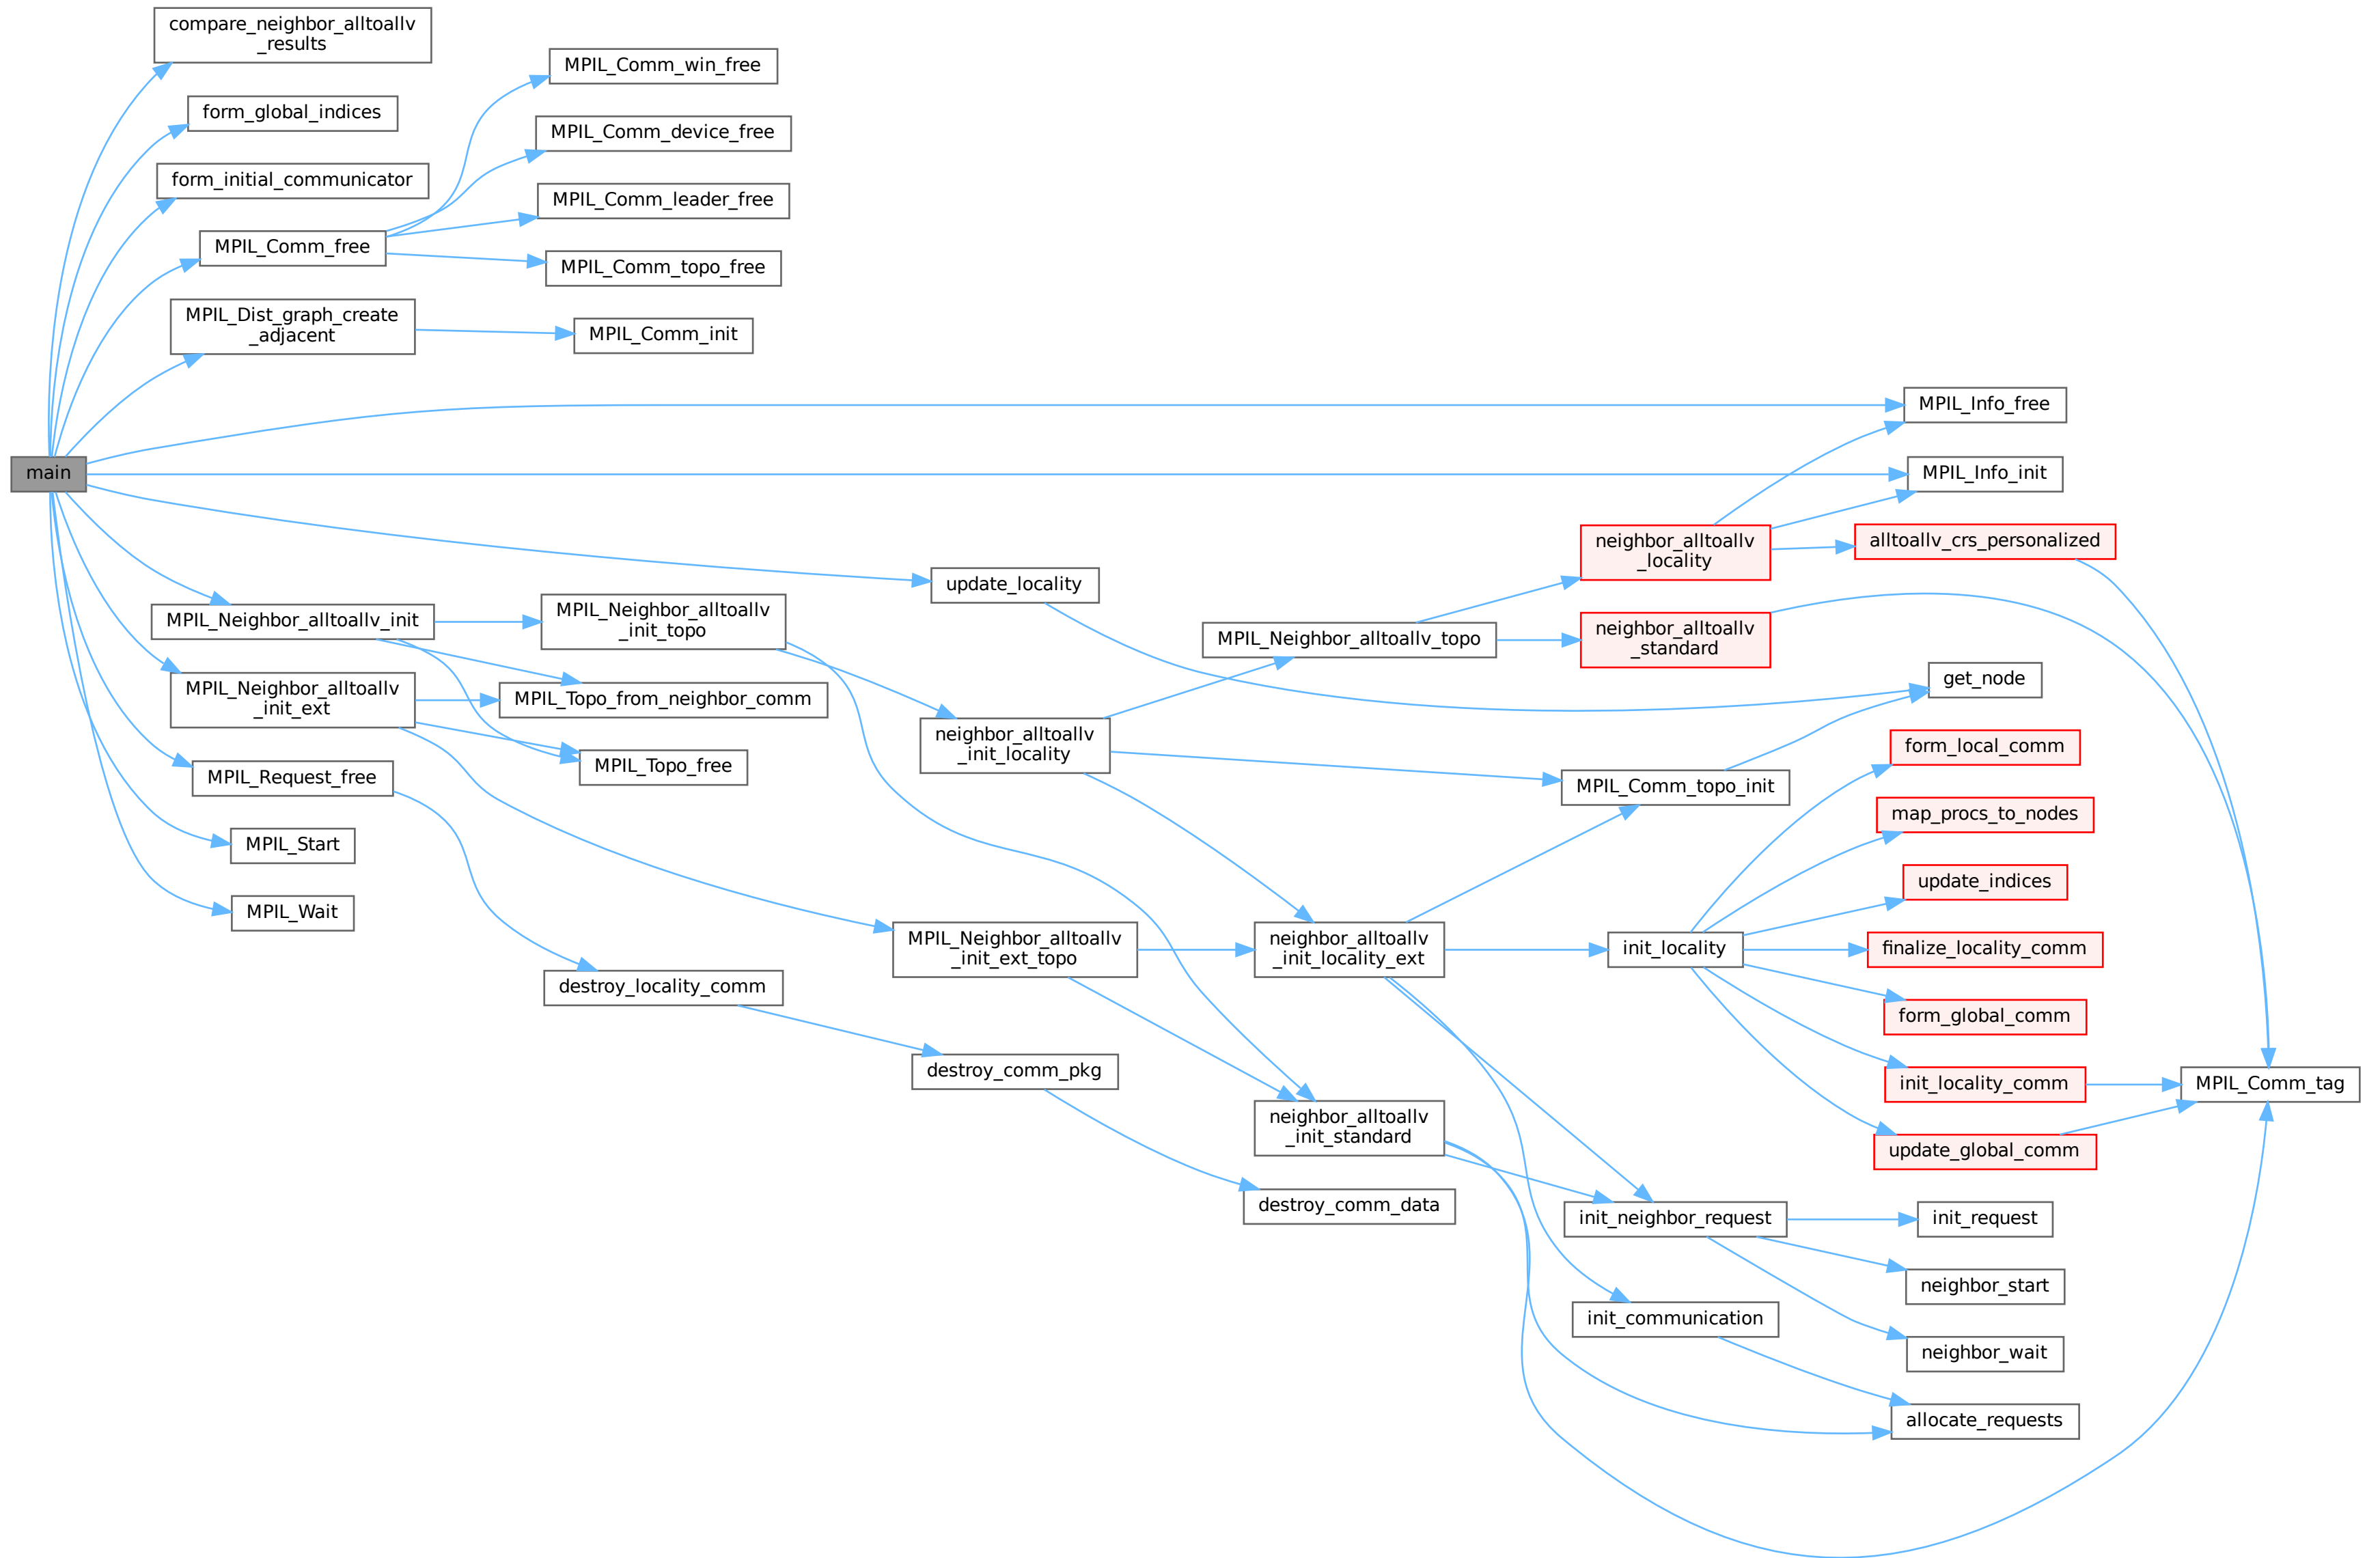 compare_neighbor_alltoallv
_results
form_global_indices
form_initial_communicator
MPIL_Comm_free
MPIL_Dist_graph_create
_adjacent
main
MPIL_Neighbor_alltoallv_init
MPIL_Neighbor_alltoallv
_init_ext
MPIL_Request_free
MPIL_Start
MPIL_Wait
MPIL_Comm_win_free
MPIL_Comm_device_free
MPIL_Comm_leader_free
MPIL_Comm_topo_free
MPIL_Comm_init
MPIL_Neighbor_alltoallv
_init_topo
MPIL_Topo_from_neighbor_comm
MPIL_Topo_free
destroy_locality_comm
update_locality
neighbor_alltoallv
_init_locality
MPIL_Neighbor_alltoallv
_init_ext_topo
destroy_comm_pkg
MPIL_Neighbor_alltoallv_topo
neighbor_alltoallv
_init_locality_ext
neighbor_alltoallv
_init_standard
destroy_comm_data
neighbor_alltoallv
_locality
neighbor_alltoallv
_standard
MPIL_Comm_topo_init
init_locality
init_neighbor_request
init_communication
MPIL_Info_free
MPIL_Info_init
alltoallv_crs_personalized
get_node
form_local_comm
map_procs_to_nodes
update_indices
finalize_locality_comm
form_global_comm
init_locality_comm
update_global_comm
init_request
neighbor_start
neighbor_wait
allocate_requests
MPIL_Comm_tag